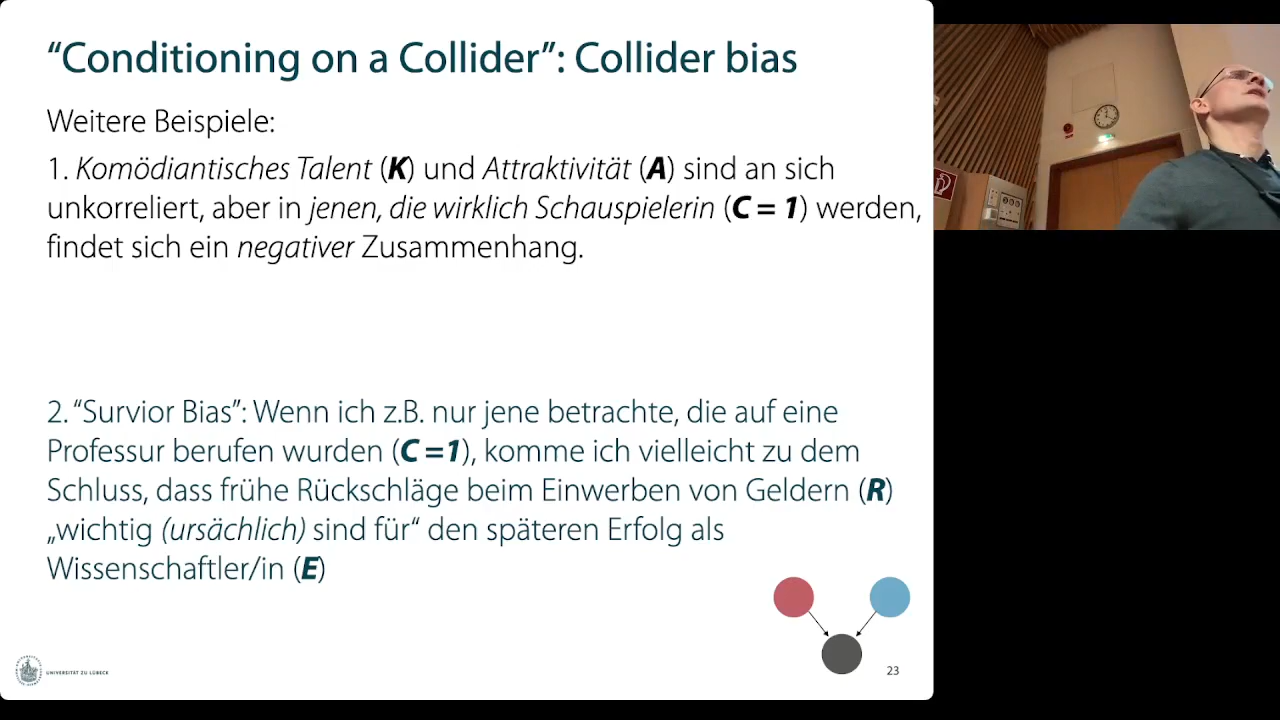 “Conditioning on a Collider”: Collider bias
Weitere Beispiele:
1. Komödiantisches Talent (K) und Attraktivität (A) sind an sich
unkorreliert, aber in jenen, die wirklich Schauspielerin (C = 1) werden,
findet sich ein negativer Zusammenhang.
2. “Survior Bias”: Wenn ich z.B. nur jene betrachte, die auf eine
Professur berufen wurden (C =1), komme ich vielleicht zu dem
Schluss, dass frühe Rückschläge beim Einwerben von Geldern (R)
„wichtig (ursächlich) sind für“ den späteren Erfolg als
Wissenschaftler/in (E)
UNIVERSITÄT ZU LÜBECK
23